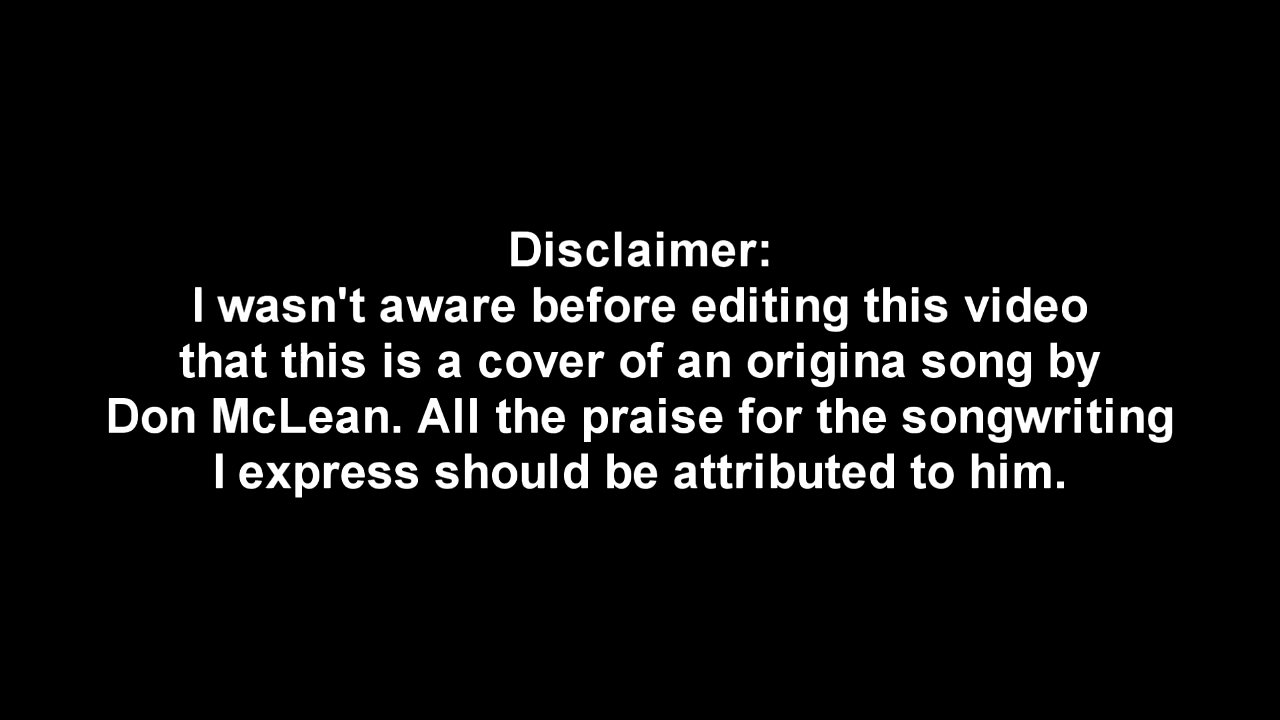 Disclaimer:
I wasn't aware before editing this video
that this is a cover of an origina song by
Don McLean. All the praise for the songwriting
I express should be attributed to him.